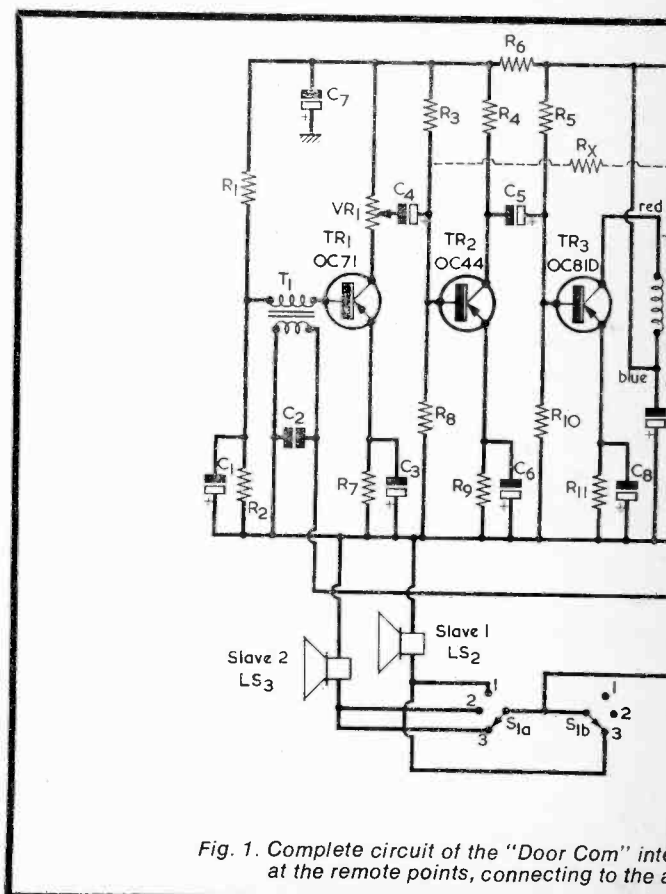 R6
C7
R3
R4
R5
RX
R1
C4
C5
red
VR1
TR1
OC71
TR2
OC44
TR3
OC81D
T1
blue
C2
R8
R10
C1
R2
R7
C3
R9
C6
R11
C8
Slave 1
LS2
Slave 2
LS3
1
2
3
S1a
S1b
1
2
3
Fig. 1. Complete circuit of the "Door Com"
at the remote points, connecting to the